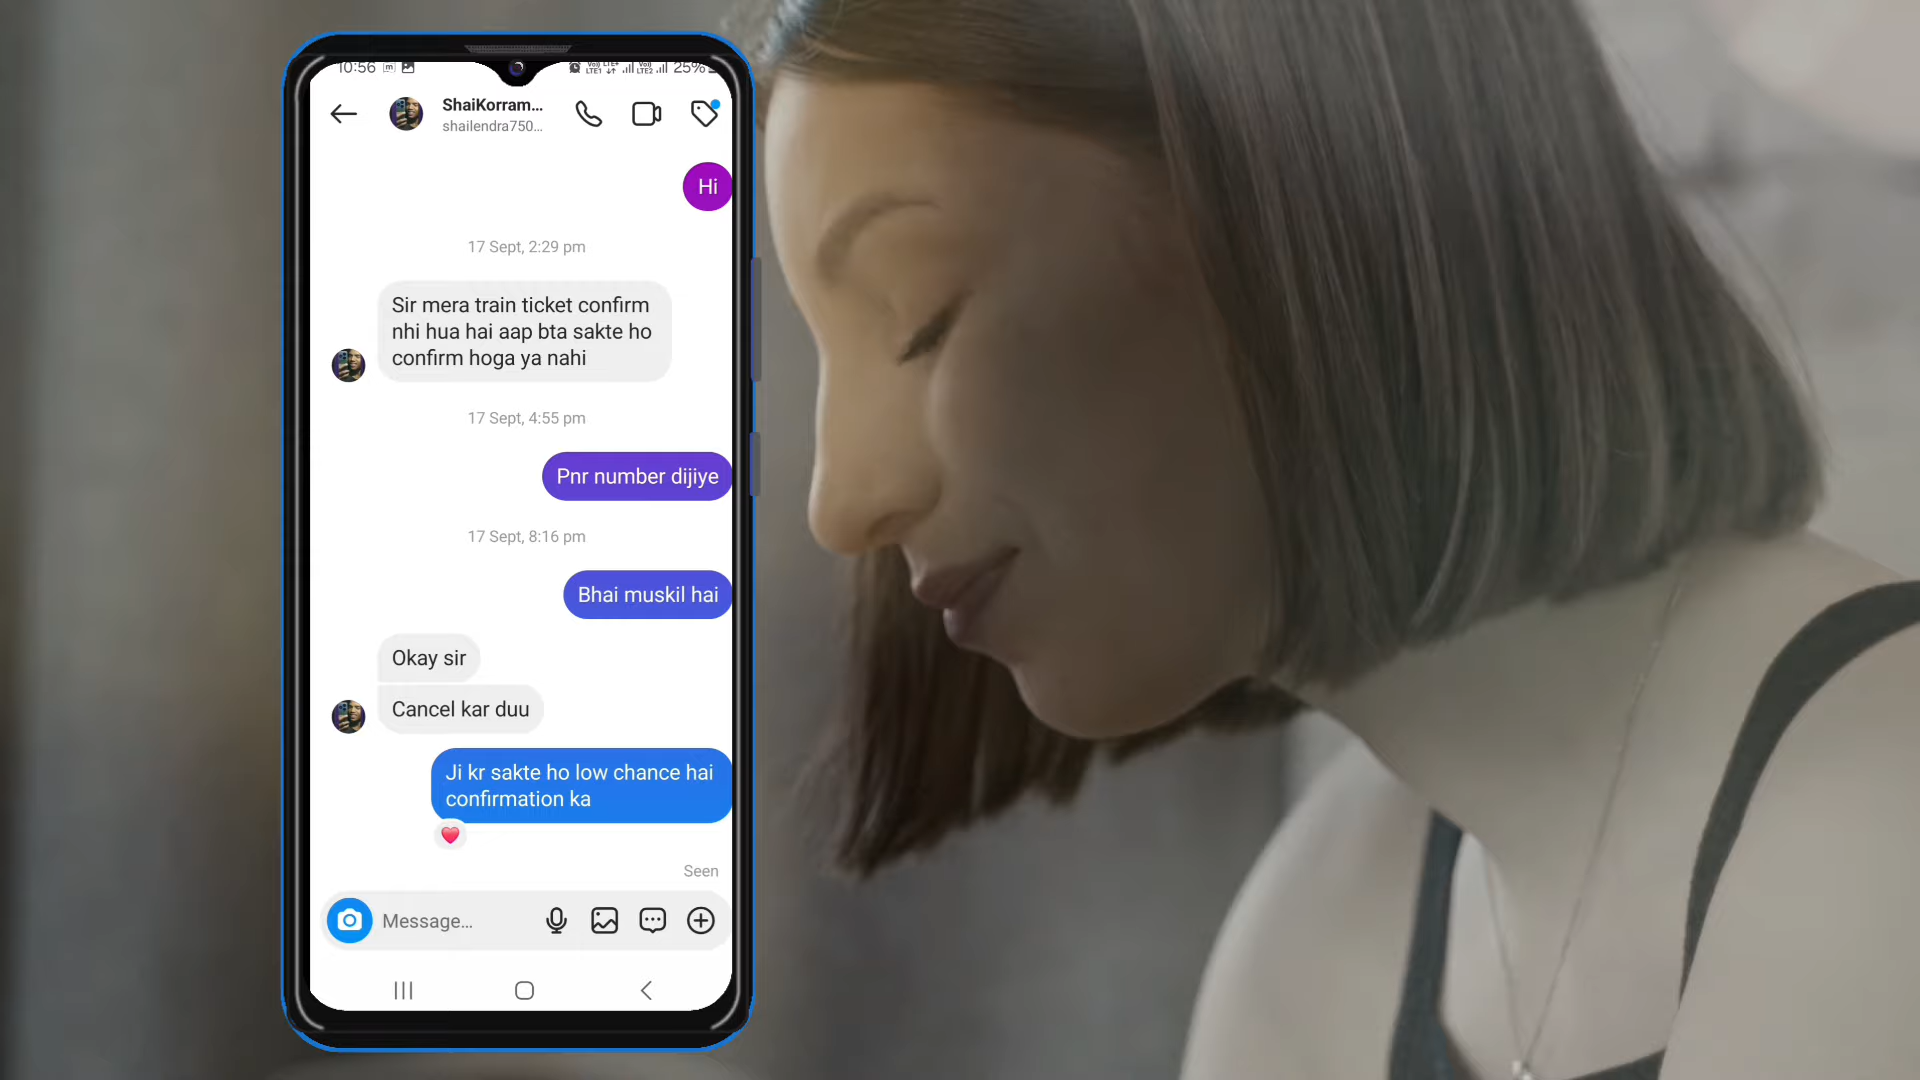 10:56
25%
ShaiKorram...
shailendra750...
Hi
17 Sept, 2:29 pm
Sir mera train ticket confirm
nhi hua hai aap bta sakte ho
confirm hoga ya nahi
17 Sept, 4:55 pm
Pnr number dijiye
17 Sept, 8:16 pm
Bhai muskil hai
Okay sir
Cancel kar duu
Ji kr sakte ho low chance hai
confirmation ka
Seen
Message...